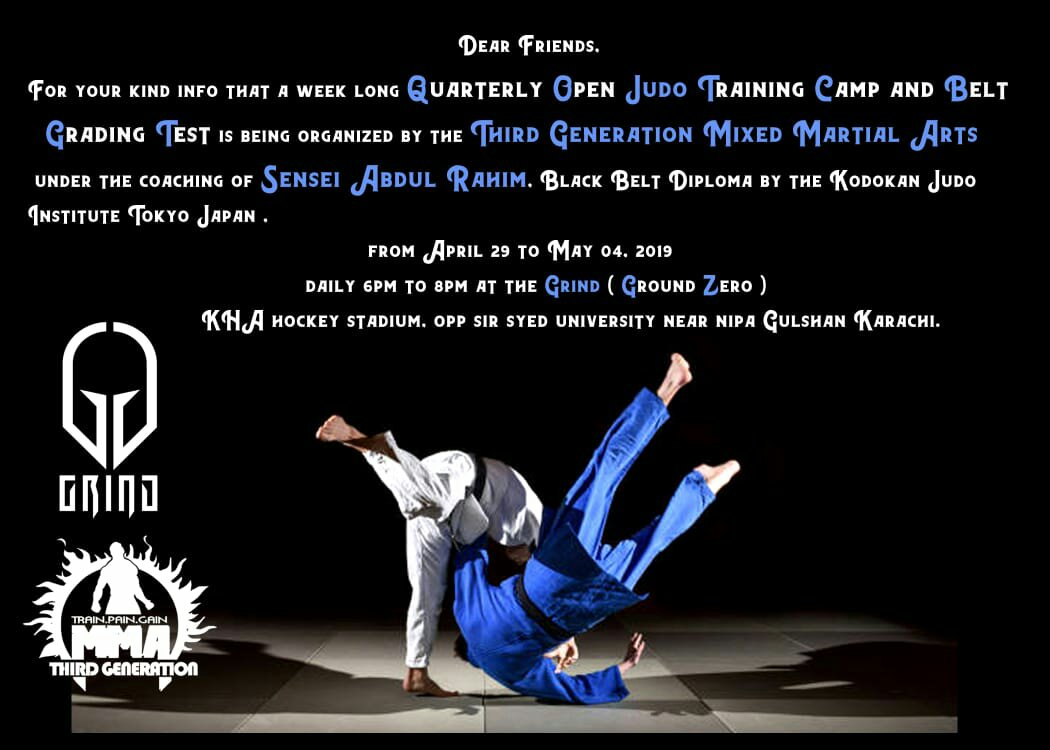 Dear Friends,
For your kind info that a week long Quarterly Open Judo Training Camp and Belt
Grading Test is being organized by the Third Generation Mixed Martial Arts
under the coaching of Sensei Abdul Rahim. Black Belt Diploma by the Kodokan Judo
Institute Tokyo Japan .
from April 29 to May 04, 2019
daily 6pm to 8pm at the Grind ( Ground Zero )
KHA hockey stadium, opp sir syed university near nipa Gulshan Karachi.
GRIND
TRAIN.PAIN.GAIN
MMA
THIRD GENERATION